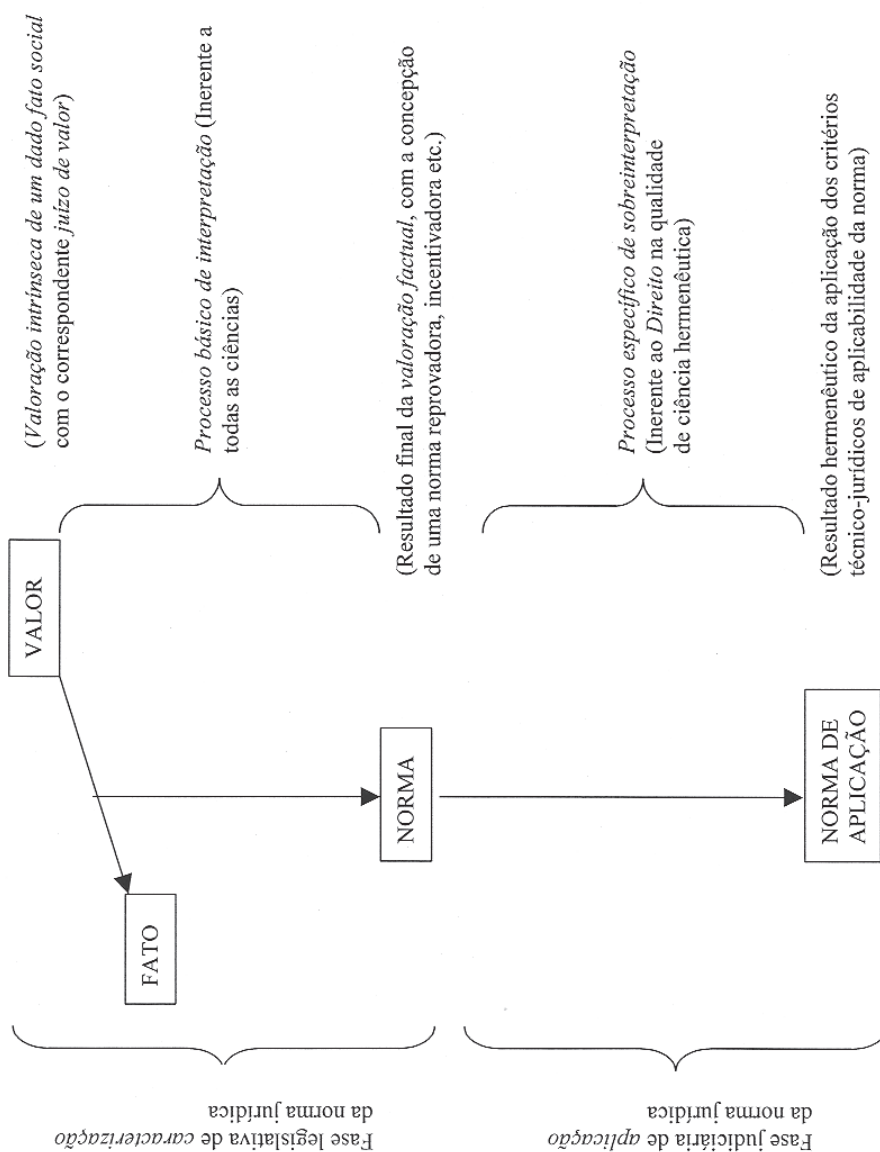 VALOR
(Valoração intrínseca de um dado fato social
com o correspondente juízo de valor)
FATO
Processo básico de interpretação (Inerente a
todas as ciências)
Fase legislativa de caracterização
da norma jurídica
NORMA
(Resultado final da valoração factual, com a concepção
de uma norma reprovadora, incentivadora etc.)
Processo específico de sobreinterpretação
(Inerente ao Direito na qualidade
de ciência hermenêutica)
Fase judiciária de aplicação
da norma jurídica
NORMA DE
APLICAÇÃO
(Resultado hermenêutico da aplicação dos critérios
técnico-jurídicos de aplicabilidade da norma)